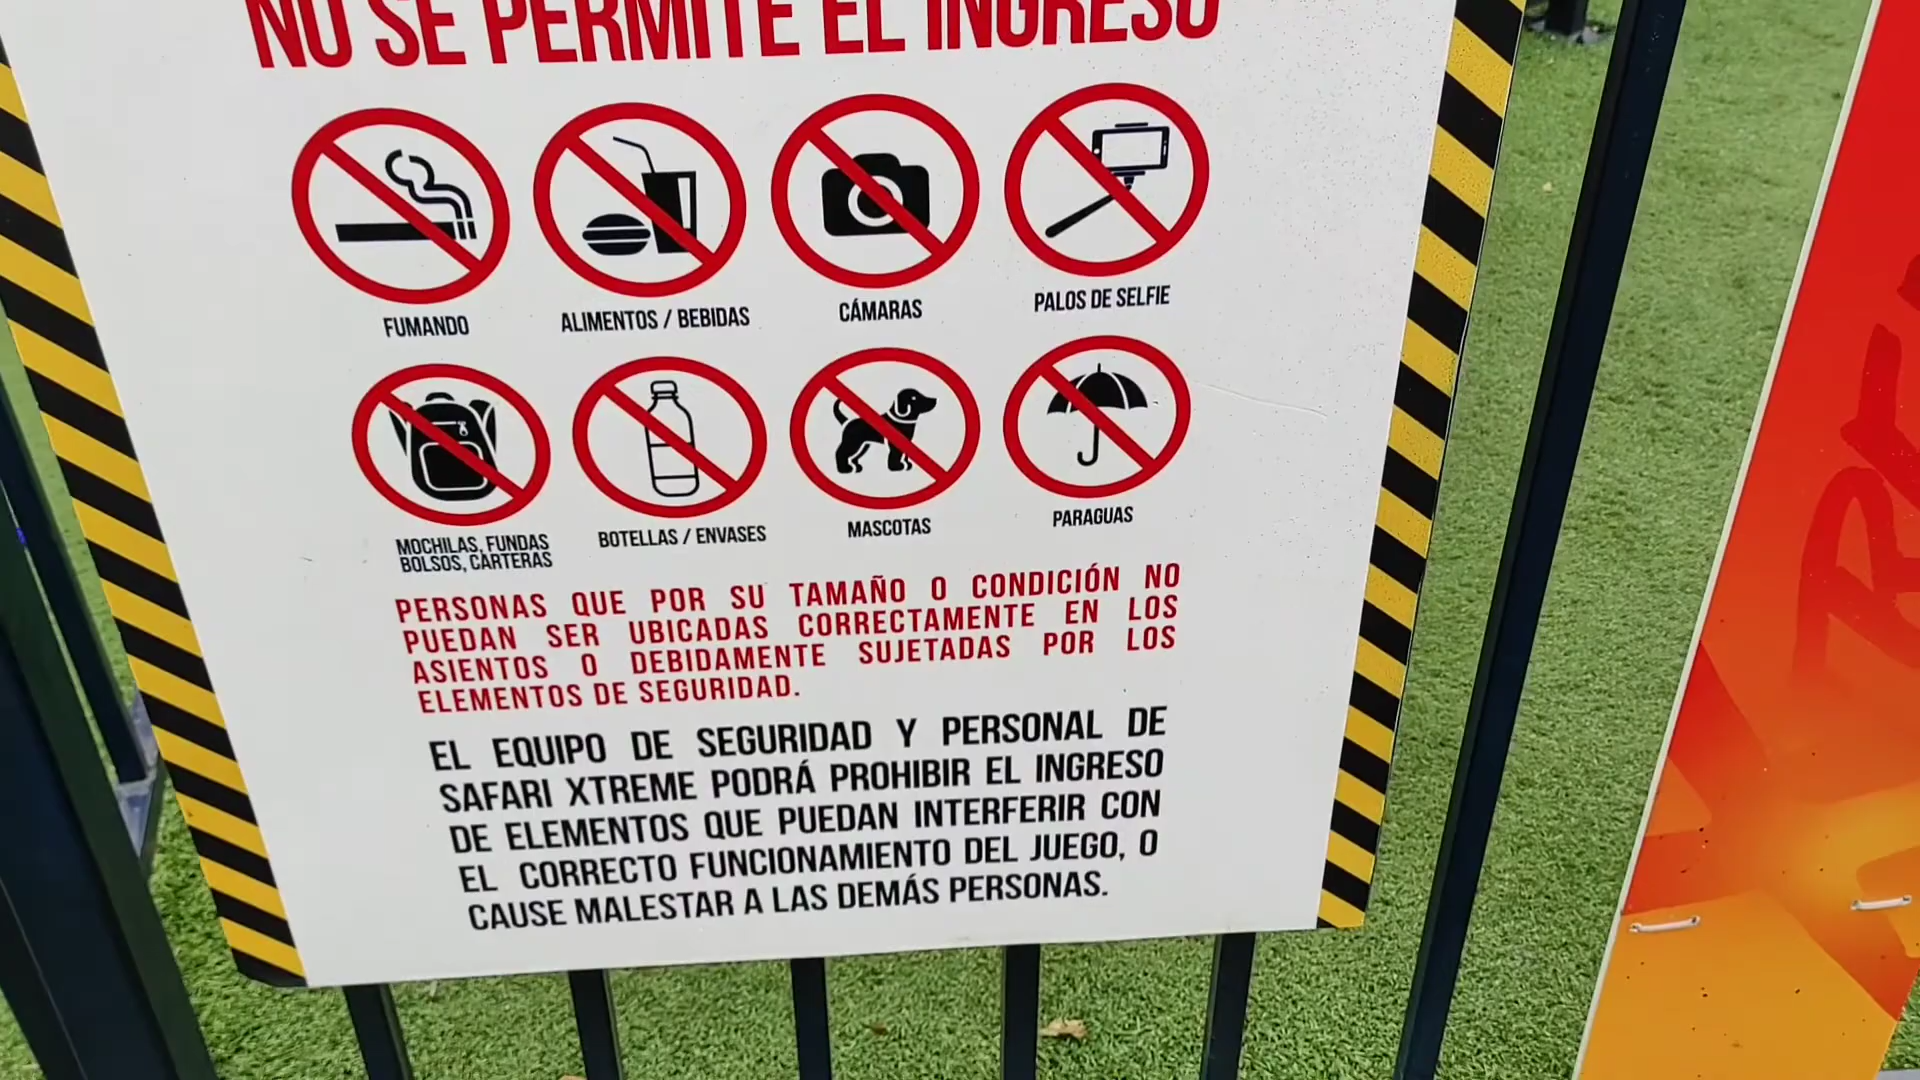 NO SE PERMITE EL INGRESO
FUMANDO
ALIMENTOS / BEBIDAS
CÁMARAS
PALOS DE SELFIE
MOCHILAS, FUNDAS
BOLSOS, CARTERAS
BOTELLAS / ENVASES
MASCOTAS
PARAGUAS
PERSONAS QUE POR SU TAMAÑO O CONDICIÓN NO
PUEDAN SER UBICADAS CORRECTAMENTE EN LOS
ASIENTOS O DEBIDAMENTE SUJETADAS POR LOS
ELEMENTOS DE SEGURIDAD.
EL EQUIPO DE SEGURIDAD Y PERSONAL DE
SAFARI XTREME PODRÁ PROHIBIR EL INGRESO
DE ELEMENTOS QUE PUEDAN INTERFERIR CON
EL CORRECTO FUNCIONAMIENTO DEL JUEGO, O
CAUSE MALESTAR A LAS DEMÁS PERSONAS.